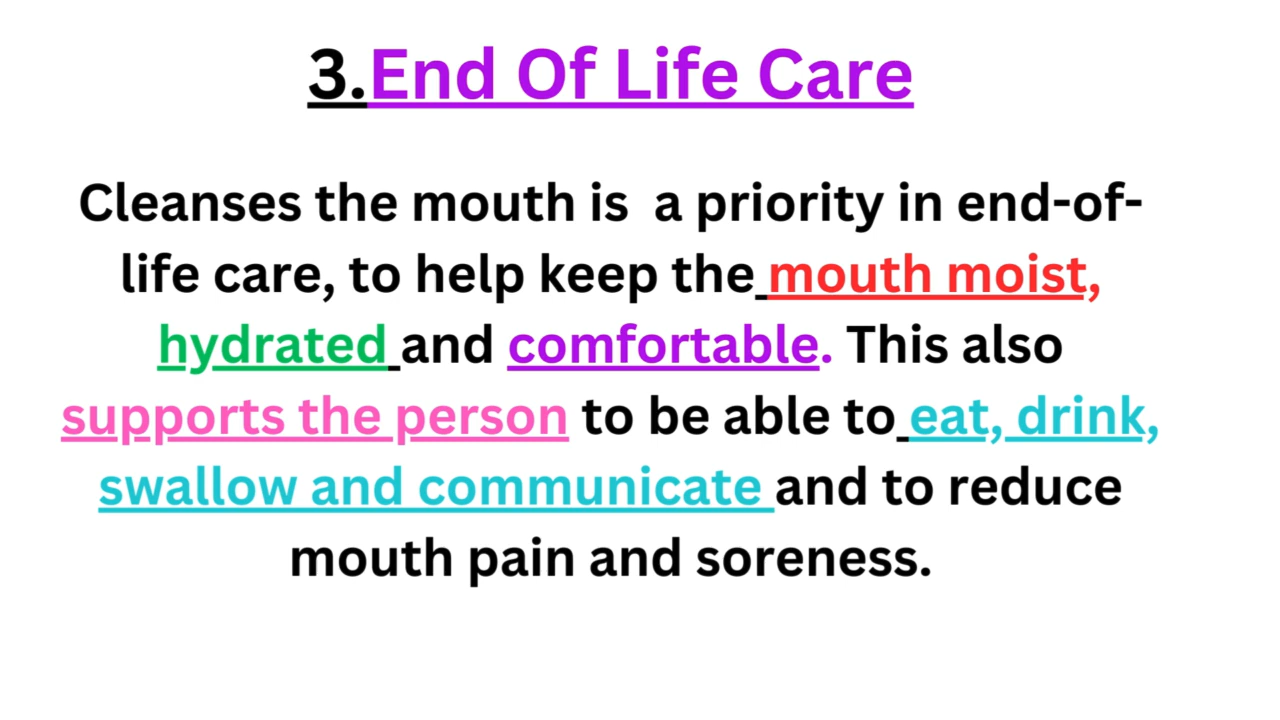 3.End Of Life Care
Cleanses the mouth is  a priority in end-of-
life care, to help keep the mouth moist,
hydrated and comfortable. This also
supports the person to be able to eat, drink,
swallow and communicate and to reduce
mouth pain and soreness.